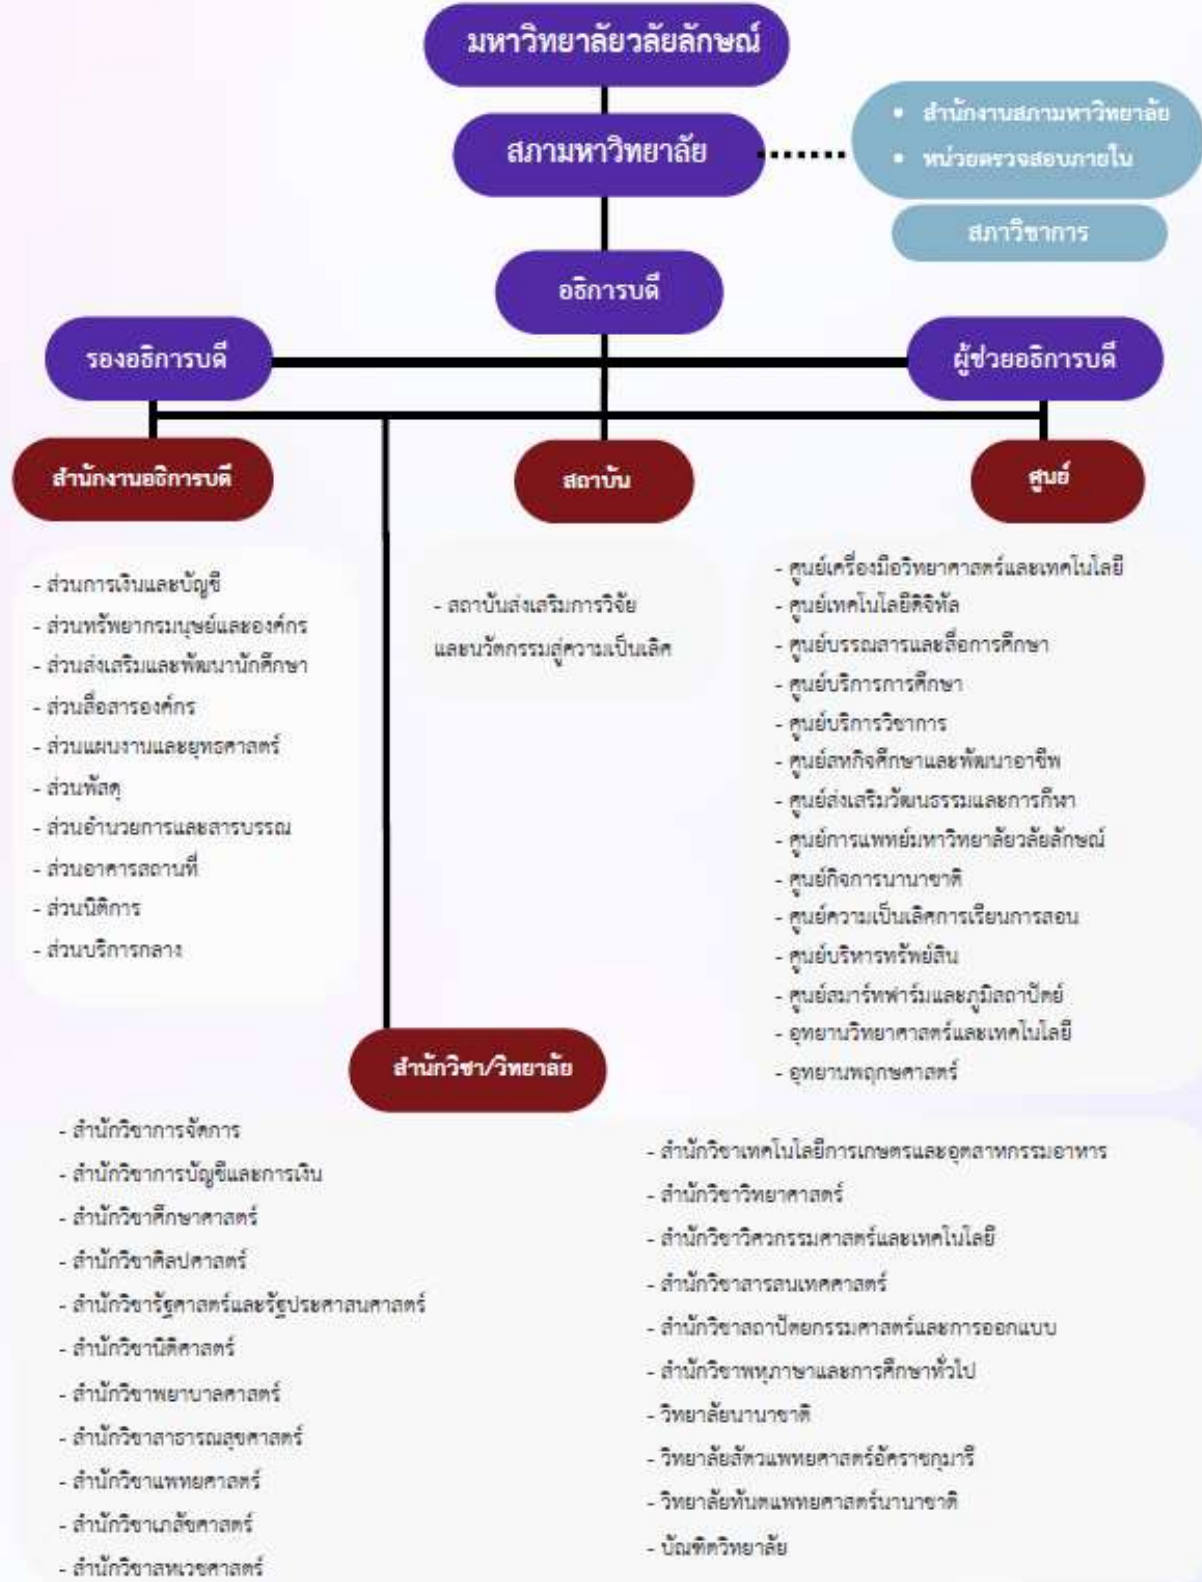 มหาวิทยาลัยวลัยลักษณ์
สภามหาวิทยาลัย
• สำนักงานสภามหาวิทยาลัย
• หน่วยตรวจสอบภายใน
สภาวิชาการ
อธิการบดี
รองอธิการบดี
ผู้ช่วยอธิการบดี
สำนักงานอธิการบดี
สถาบัน
ศูนย์
- ส่วนการเงินและบัญชี
- ส่วนทรัพยากรมนุษย์และองค์กร
- ส่วนส่งเสริมและพัฒนานักศึกษา
- ส่วนสื่อสารองค์กร
- ส่วนแผนงานและยุทธศาสตร์
- ส่วนพัสดุ
- ส่วนอำนวยการและสารบรรณ
- ส่วนอาคารสถานที่
- ส่วนนิติการ
- ส่วนบริการกลาง
- สถาบันส่งเสริมการวิจัย
และนวัตกรรมสู่ความเป็นเลิศ
- ศูนย์เครื่องมือวิทยาศาสตร์และเทคโนโลยี
- ศูนย์เทคโนโลยีดิจิทัล
- ศูนย์บรรณสารและสื่อการศึกษา
- ศูนย์บริการการศึกษา
- ศูนย์บริการวิชาการ
- ศูนย์สหกิจศึกษาและพัฒนาอาชีพ
- ศูนย์ส่งเสริมวัฒนธรรมและการกีฬา
- ศูนย์การแพทย์มหาวิทยาลัยวลัยลักษณ์
- ศูนย์กิจการนานาชาติ
- ศูนย์ความเป็นเลิศการเรียนการสอน
- ศูนย์บริหารทรัพย์สิน
- ศูนย์สมาร์ทฟาร์มและภูมิสถาปัตย์
- อุทยานวิทยาศาสตร์และเทคโนโลยี
- อุทยานพฤกษศาสตร์
สำนักวิชา/วิทยาลัย
- สำนักวิชาการจัดการ
- สำนักวิชาการบัญชีและการเงิน
- สำนักวิชาศึกษาศาสตร์
- สำนักวิชาศิลปศาสตร์
- สำนักวิชารัฐศาสตร์และรัฐประศาสนศาสตร์
- สำนักวิชานิติศาสตร์
- สำนักวิชาพยาบาลศาสตร์
- สำนักวิชาสาธารณสุขศาสตร์
- สำนักวิชาแพทยศาสตร์
- สำนักวิชาเภสัชศาสตร์
- สำนักวิชาสหเวชศาสตร์
- สำนักวิชาเทคโนโลยีการเกษตรและอุตสาหกรรมอาหาร
- สำนักวิชาวิทยาศาสตร์
- สำนักวิชาวิศวกรรมศาสตร์และเทคโนโลยี
- สำนักวิชาสารสนเทศศาสตร์
- สำนักวิชาสถาปัตยกรรมศาสตร์และการออกแบบ
- สำนักวิชาพหุภาษาและการศึกษาทั่วไป
- วิทยาลัยนานาชาติ
- วิทยาลัยสัตวแพทยศาสตร์อัครราชกุมารี
- วิทยาลัยทันตแพทยศาสตร์นานาชาติ
- บัณฑิตวิทยาลัย